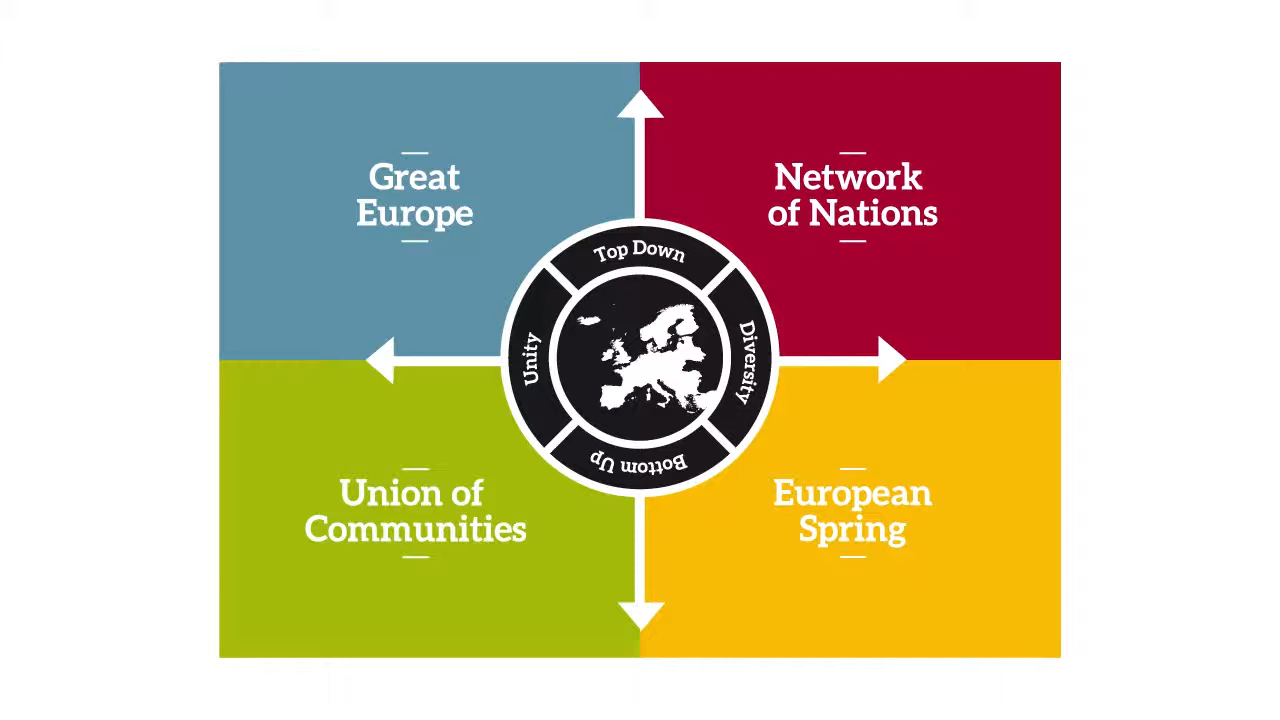 Great
Europe
Network
of Nations
Top Down
Unity
Diversity
Bottom Up
Union of
Communities
European
Spring